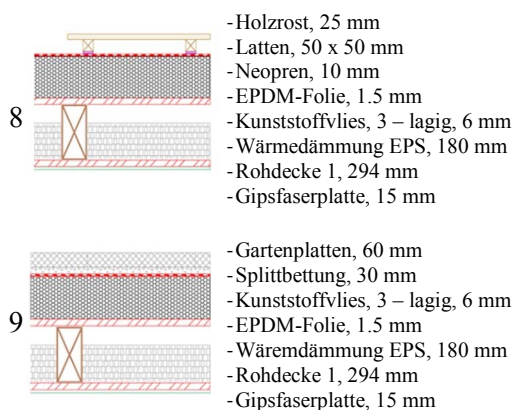 8
-Holzrost, 25 mm
-Latten, 50 x 50 mm
-Neopren, 10 mm
-EPDM-Folie, 1.5 mm
-Kunststoffvlies, 3 – lagig, 6 mm
-Wärmedämmung EPS, 180 mm
-Rohdecke 1, 294 mm
-Gipsfaserplatte, 15 mm
9
-Gartenplatten, 60 mm
-Splittbettung, 30 mm
-Kunststoffvlies, 3 – lagig, 6 mm
-EPDM-Folie, 1.5 mm
-Wäremdämmung EPS, 180 mm
-Rohdecke 1, 294 mm
-Gipsfaserplatte, 15 mm